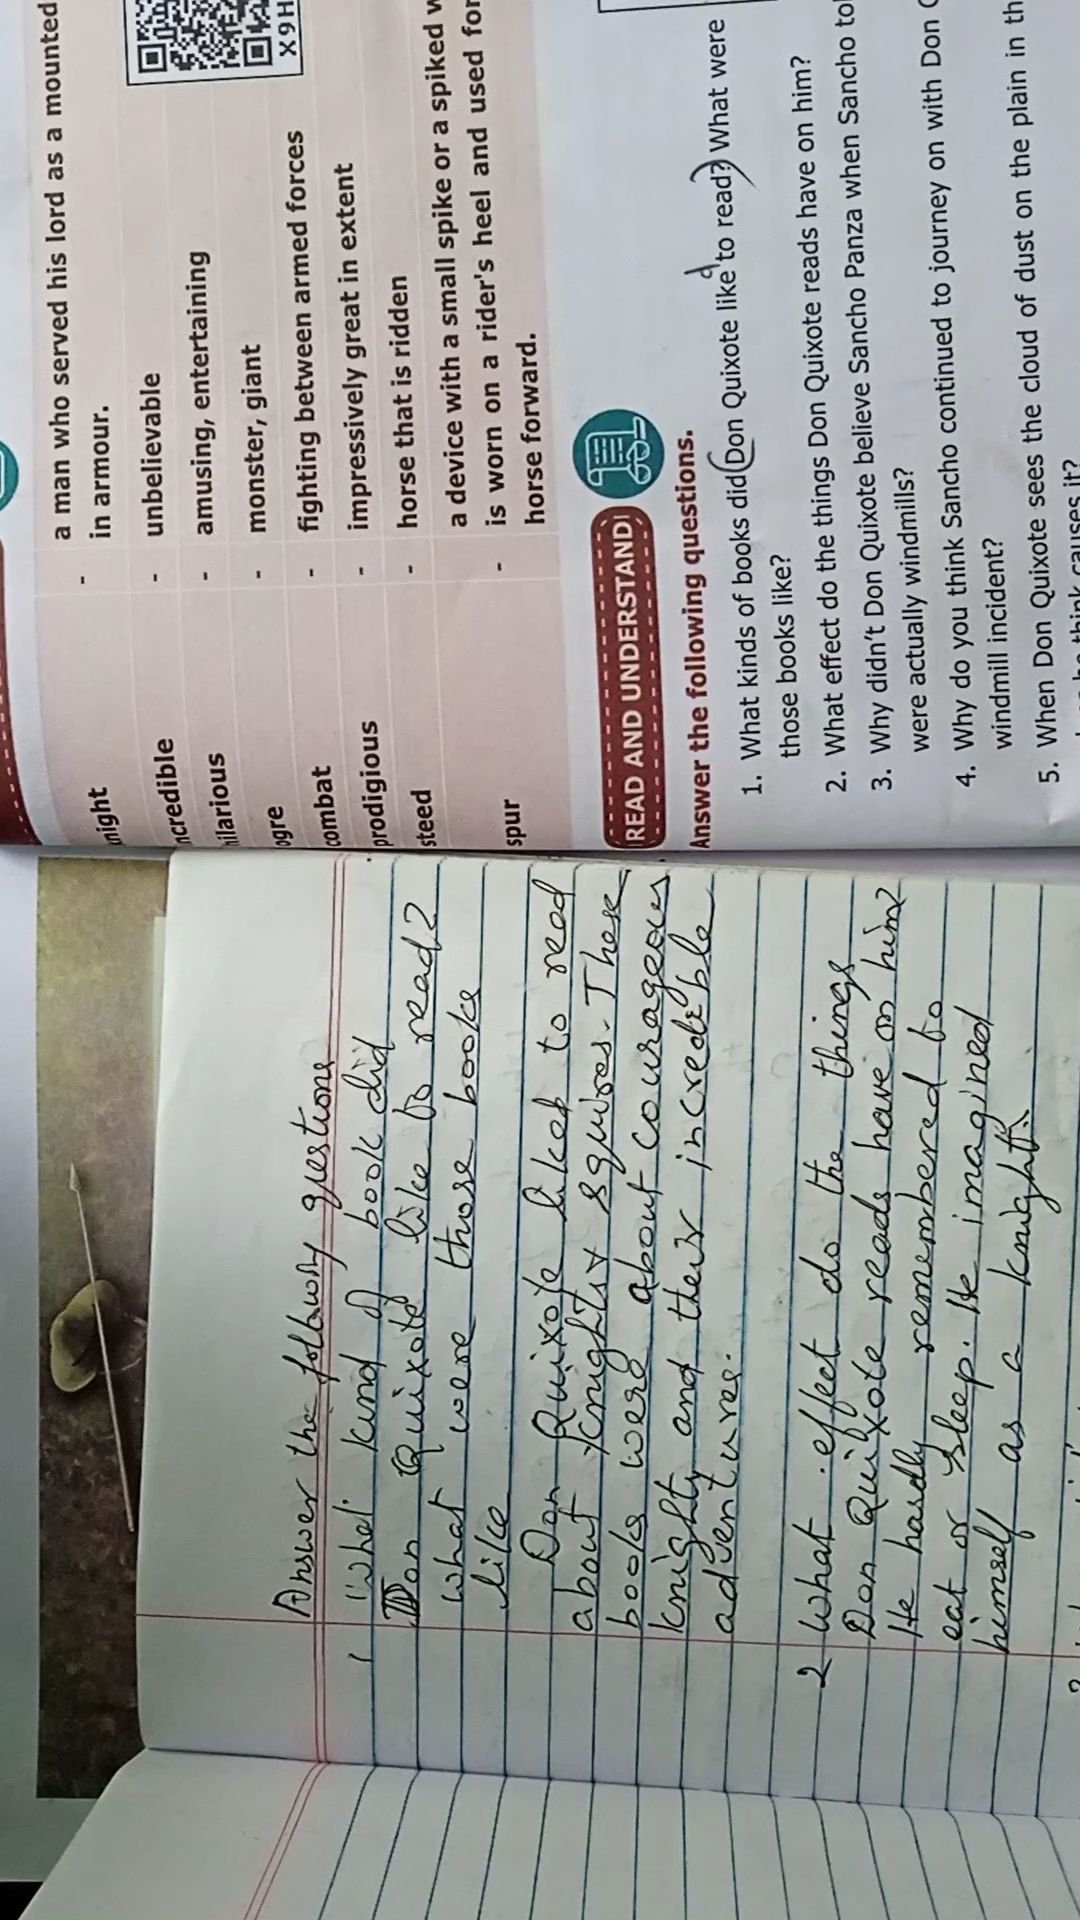 knight - a man who served his lord as a mounted
in armour.
incredible - unbelievable
hilarious - amusing, entertaining
ogre - monster, giant
combat - fighting between armed forces
prodigious - impressively great in extent
steed - horse that is ridden
spur - a device with a small spike or a spiked w
is worn on a rider's heel and used for
horse forward.
X9H
READ AND UNDERSTAND
Answer the following questions.
1. What kinds of books did Don Quixote like to read? What were
d
those books like?
2. What effect do the things Don Quixote reads have on him?
3. Why didn't Don Quixote believe Sancho Panza when Sancho tol
were actually windmills?
4. Why do you think Sancho continued to journey on with Don
windmill incident?
5. When Don Quixote sees the cloud of dust on the plain in th
think causes it?
Answer the followng questions
1 What kind of book did
Don Quixote like to read?
What were those books
like
Don Quixote liked to read
about knights & squires. These
books were about courageous
knights and their incredible
adventures.
2 What effect do the things
Don Quixote reads have on him?
He hardly remembered to
eat or sleep. He imagined
himself as a knight.